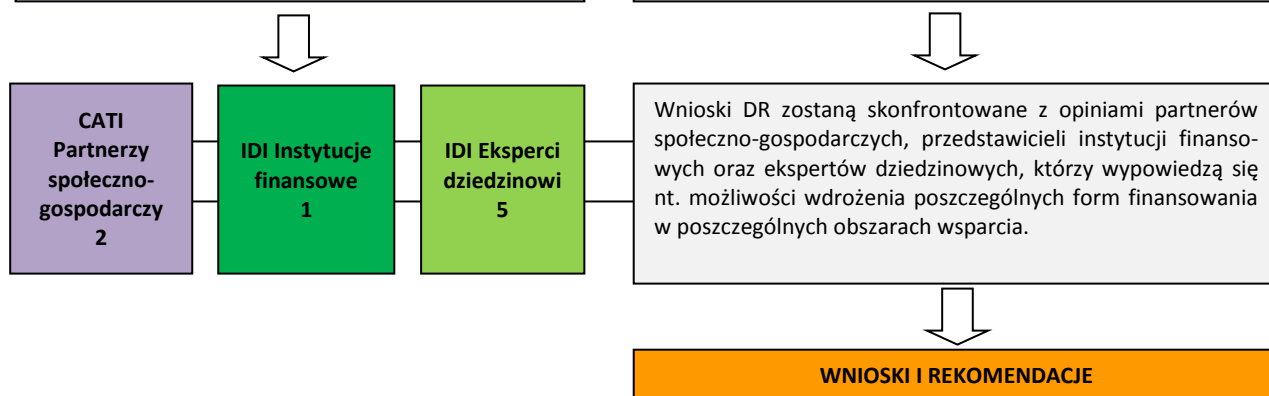 CATI
Partnerzy
społeczno-
gospodarczy
2
IDI Instytucje
finansowe
1
IDI Eksperci
dziedzinowi
5
Wnioski DR zostaną skonfrontowane z opiniami partnerów
społeczno-gospodarczych, przedstawicieli instytucji finanso-
wych oraz ekspertów dziedzinowych, którzy wypowiedzą się
nt. możliwości wdrożenia poszczególnych form finansowania
w poszczególnych obszarach wsparcia.
WNIOSKI I REKOMENDACJE